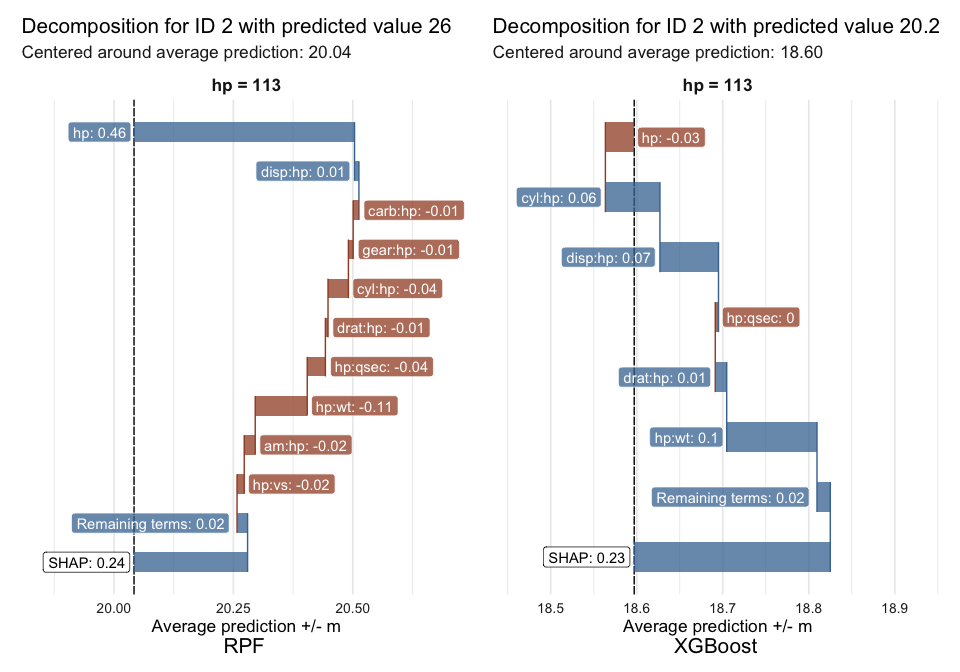 Decomposition for ID 2 with predicted value 26
Centered around average prediction: 20.04
hp = 113
hp: 0.46
disp:hp: 0.01
carb:hp: -0.01
gear:hp: -0.01
cyl:hp: -0.04
drat:hp: -0.01
hp:qsec: -0.04
hp:wt: -0.11
am:hp: -0.02
hp:vs: -0.02
Remaining terms: 0.02
SHAP: 0.24
20.00 20.25 20.50
Average prediction +/- m
RPF
Decomposition for ID 2 with predicted value 20.2
Centered around average prediction: 18.60
hp = 113
hp: -0.03
cyl:hp: 0.06
disp:hp: 0.07
hp:qsec: 0
drat:hp: 0.01
hp:wt: 0.1
Remaining terms: 0.02
SHAP: 0.23
18.5 18.6 18.7 18.8 18.9
Average prediction +/- m
XGBoost